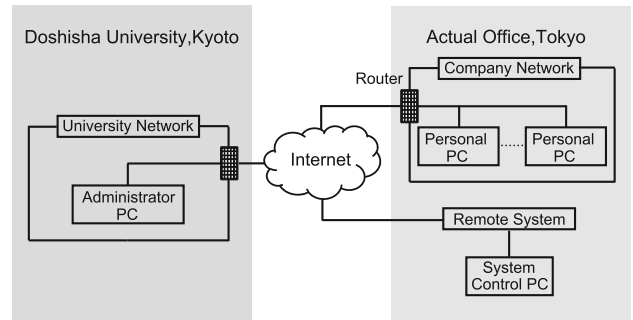 Doshisha University,Kyoto
Actual Office,Tokyo
Company Network
Router
University Network
Personal
PC
Personal
PC
Internet
Administrator
PC
Remote System
System
Control PC